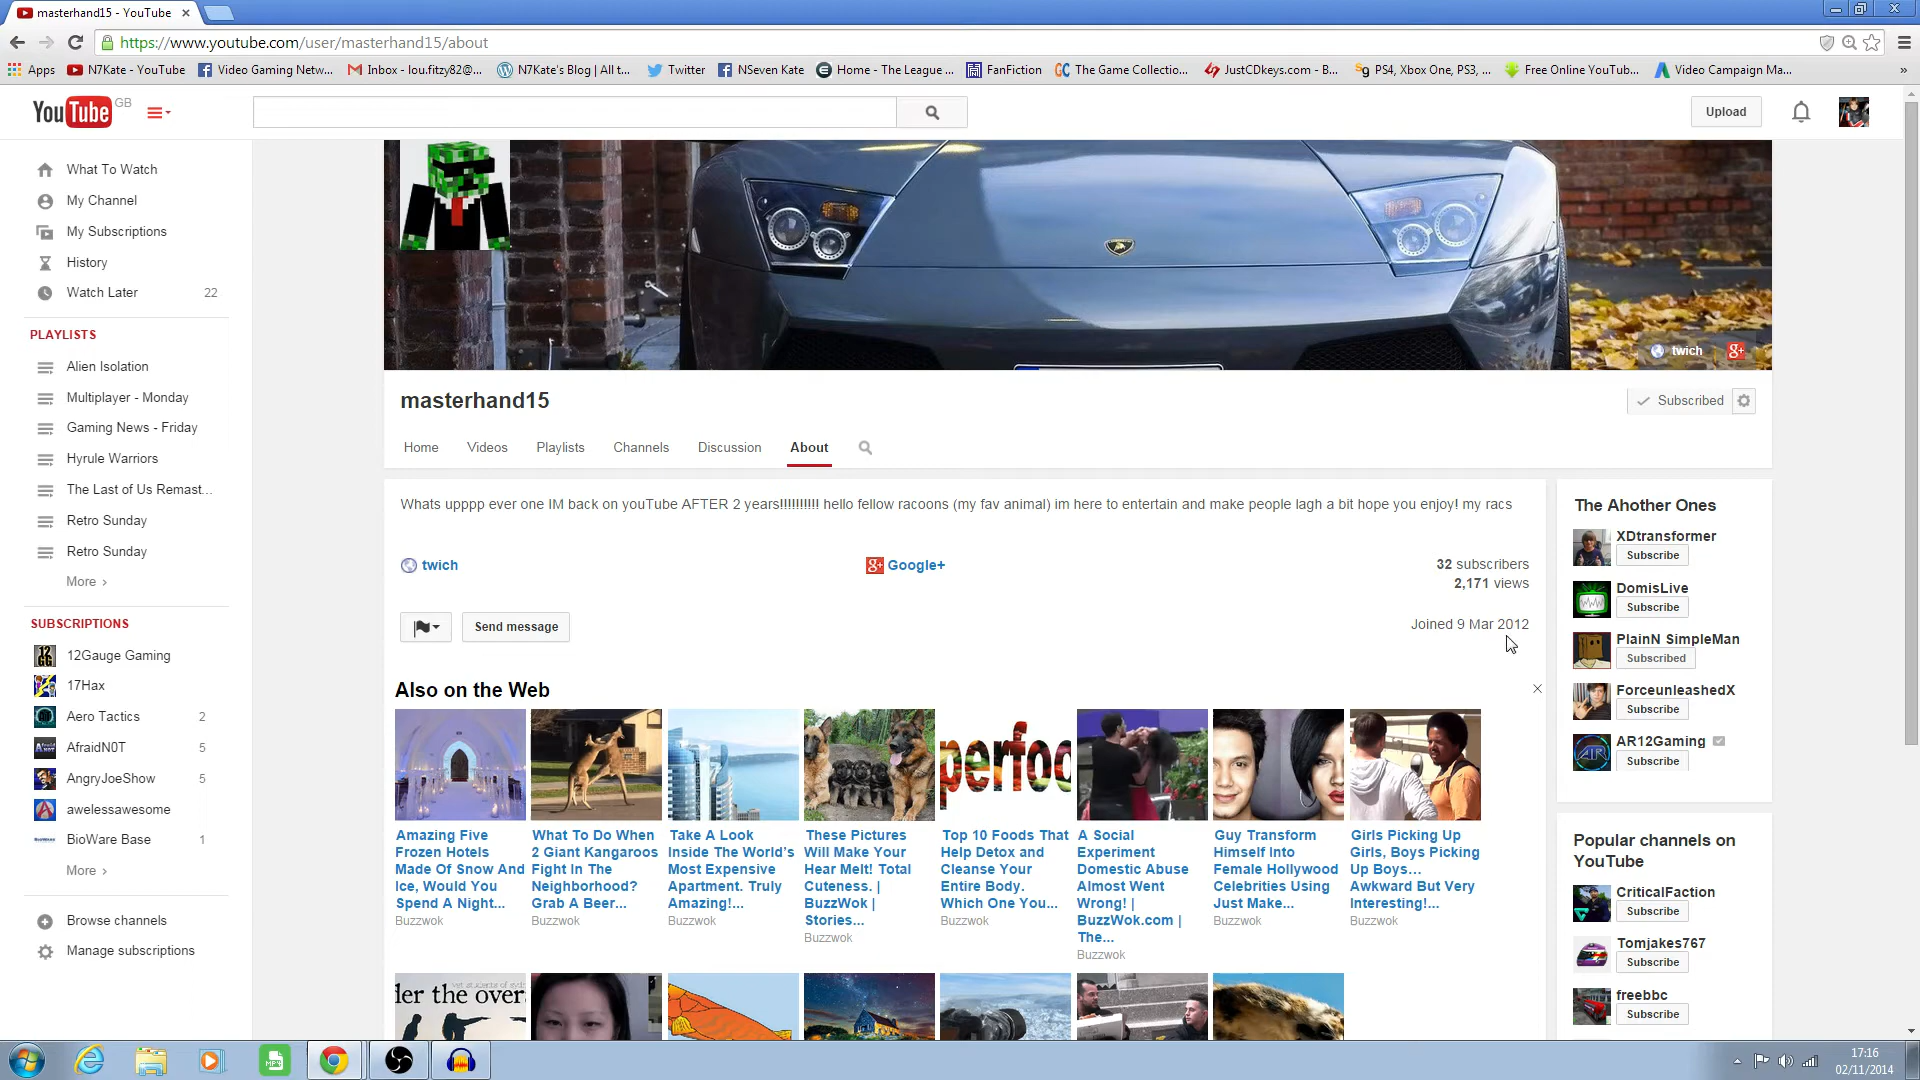 masterhand15 - YouTube
https://www.youtube.com/user/masterhand15/about
Apps
N7Kate - YouTube
Video Gaming Netw...
Inbox - lou.fitzy82@...
N7Kate's Blog | All t...
Twitter
NSeven Kate
Home - The League ...
FanFiction
The Game Collectio...
JustCDkeys.com - B...
PS4, Xbox One, PS3, ...
Free Online YouTub...
Video Campaign Ma...
YouTube GB
Upload
What To Watch
My Channel
My Subscriptions
History
Watch Later 22
PLAYLISTS
Alien Isolation
Multiplayer - Monday
Gaming News - Friday
Hyrule Warriors
The Last of Us Remast...
Retro Sunday
Retro Sunday
More ›
SUBSCRIPTIONS
12Gauge Gaming
17Hax
Aero Tactics 2
AfraidN0T 5
AngryJoeShow 5
awelessawesome
BioWare Base 1
More ›
Browse channels
Manage subscriptions
twich
masterhand15
Subscribed
Home
Videos
Playlists
Channels
Discussion
About
Whats upppp ever one IM back on youTube AFTER 2 years!!!!!!!!!! hello fellow racoons (my fav animal) im here to entertain and make people lagh a bit hope you enjoy! my racs
twich
Google+
32 subscribers
2,171 views
Send message
Joined 9 Mar 2012
Also on the Web
perfoo
Amazing Five
Frozen Hotels
Made Of Snow And
Ice, Would You
Spend A Night...
Buzzwok
What To Do When
2 Giant Kangaroos
Fight In The
Neighborhood?
Grab A Beer...
Buzzwok
Take A Look
Inside The World's
Most Expensive
Apartment. Truly
Amazing!...
Buzzwok
These Pictures
Will Make Your
Hear Melt! Total
Cuteness. |
BuzzWok |
Stories...
Buzzwok
Top 10 Foods That
Help Detox and
Cleanse Your
Entire Body.
Which One You...
Buzzwok
A Social
Experiment
Domestic Abuse
Almost Went
Wrong! |
BuzzWok.com |
The...
Buzzwok
Guy Transform
Himself Into
Female Hollywood
Celebrities Using
Just Make...
Buzzwok
Girls Picking Up
Girls, Boys Picking
Up Boys...
Awkward But Very
Interesting!...
Buzzwok
der the over
The Ahother Ones
XDtransformer
Subscribe
DomisLive
Subscribe
PlainN SimpleMan
Subscribed
ForceunleashedX
Subscribe
AR12Gaming
Subscribe
Popular channels on
YouTube
CriticalFaction
Subscribe
Tomjakes767
Subscribe
freebbc
Subscribe
17:16
02/11/2014